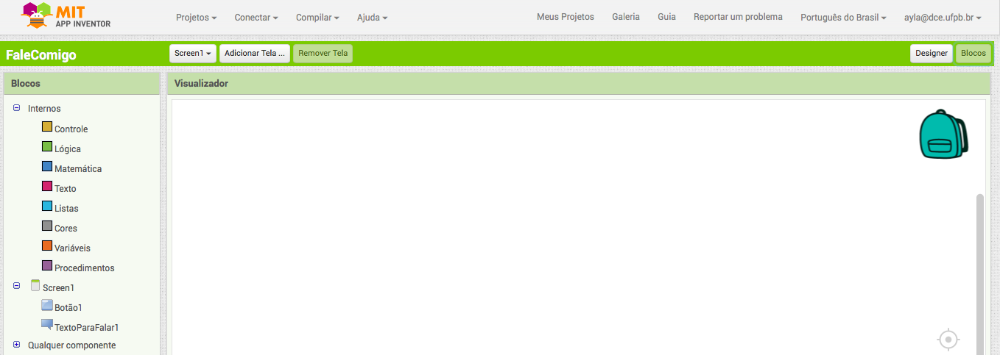 MIT
APP INVENTOR
Projetos Conectar Compilar Ajuda Meus Projetos Galeria Guia Reportar um problema Português do Brasil ayla@dce.ufpb.br
FaleComigo Screen1 Adicionar Tela ... Remover Tela Designer Blocos
Blocos Visualizador
Internos
Controle
Lógica
Matemática
Texto
Listas
Cores
Variáveis
Procedimentos
Screen1
Botão1
TextoParaFalar1
Qualquer componente